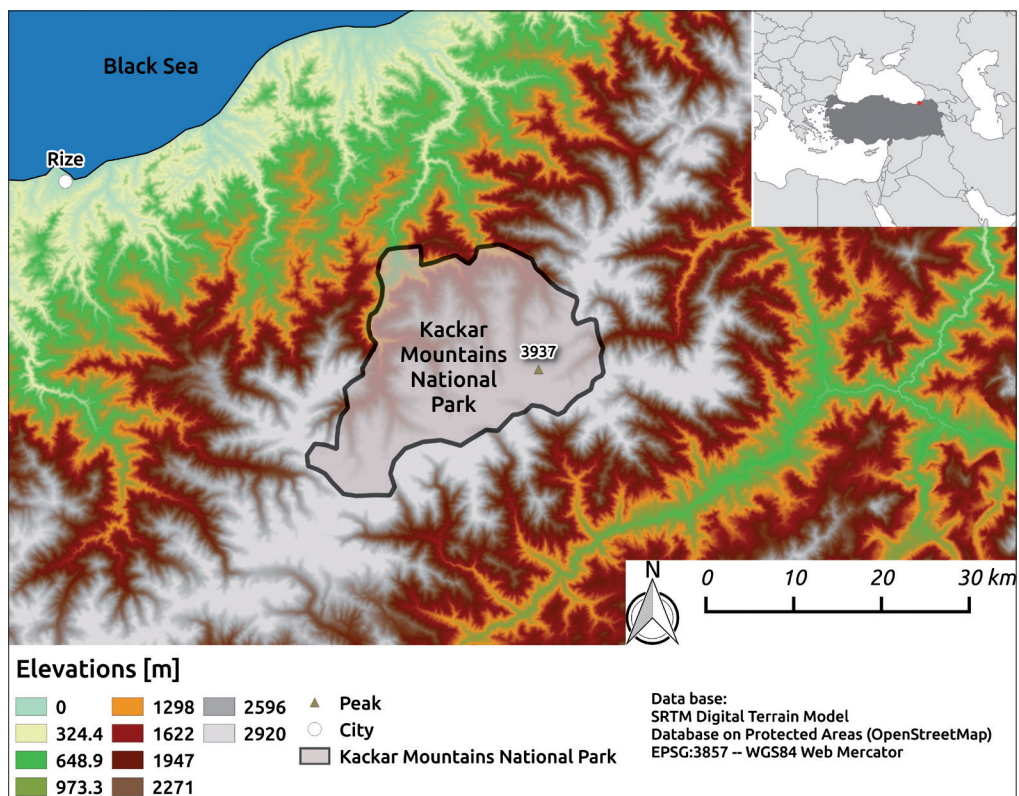 Black Sea
Rize
Kackar
Mountains
National
Park
3937
N
0 10 20 30 km
Elevations [m]
0
324.4
648.9
973.3
1298
1622
1947
2271
2596
2920
Peak
City
Kackar Mountains National Park
Data base:
SRTM Digital Terrain Model
Database on Protected Areas (OpenStreetMap)
EPSG:3857 -- WGS84 Web Mercator